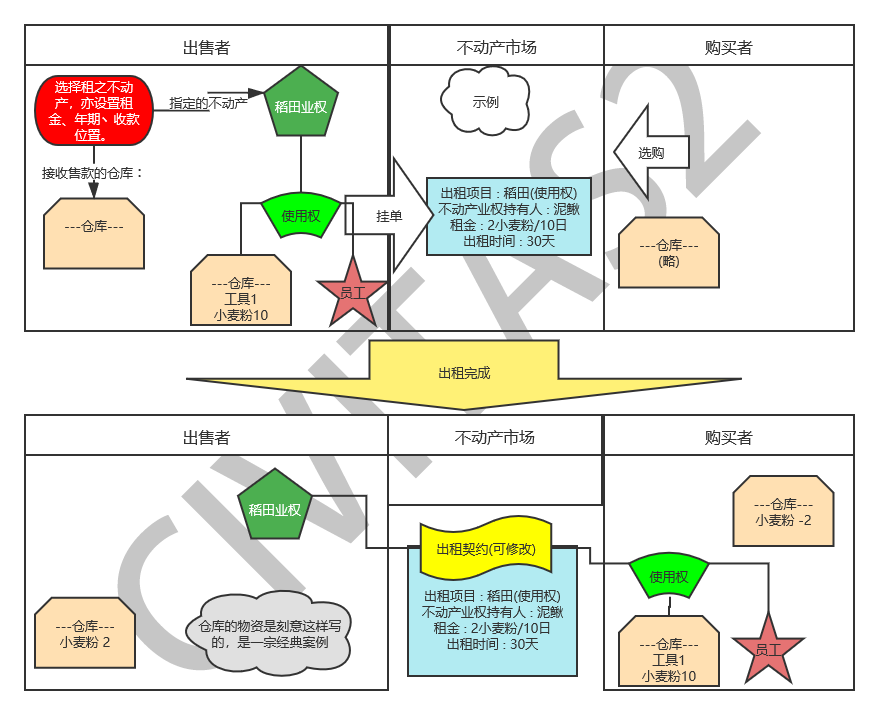 出售者
不动产市场
购买者
选择租之不动
产，亦设置租
金、年期、收款
位置。
指定的不动产
稻田业权
示例
选购
接收售款的仓库：
---仓库---
使用权
挂单
出租项目 : 稻田(使用权)
不动产业权持有人 : 泥鳅
租金 : 2小麦粉/10日
出租时间 : 30天
---仓库---
(略)
---仓库---
工具1
小麦粉10
员工
出租完成
出售者
不动产市场
购买者
稻田业权
---仓库---
小麦粉 -2
出租契约(可修改)
使用权
出租项目 : 稻田(使用权)
不动产业权持有人 : 泥鳅
租金 : 2小麦粉/10日
出租时间 : 30天
---仓库---
小麦粉 2
仓库的物资是刻意这样写
的，是一宗经典案例
---仓库---
工具1
小麦粉10
员工
CIVITAS2